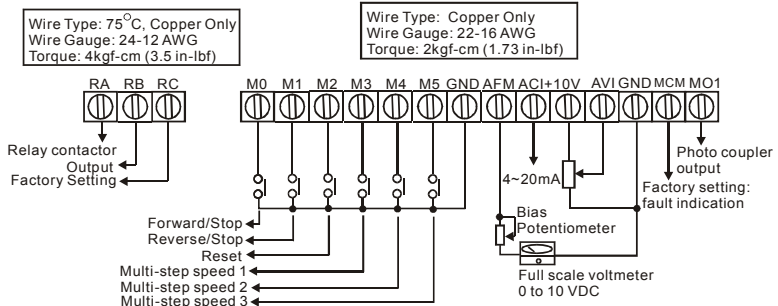 Wire Type: 75°C, Copper Only
Wire Gauge: 24-12 AWG
Torque: 4kgf-cm (3.5 in-lbf)
Wire Type: Copper Only
Wire Gauge: 22-16 AWG
Torque: 2kgf-cm (1.73 in-lbf)
RA RB RC
M0 M1 M2 M3 M4 M5 GND AFM ACI +10V AVI GND MCM MO1
Relay contactor
Output
Factory Setting
4~20mA
Photo coupler
output
Factory setting:
fault indication
Bias
Potentiometer
Forward/Stop
Reverse/Stop
Reset
Multi-step speed 1
Multi-step speed 2
Multi-step speed 3
Full scale voltmeter
0 to 10 VDC